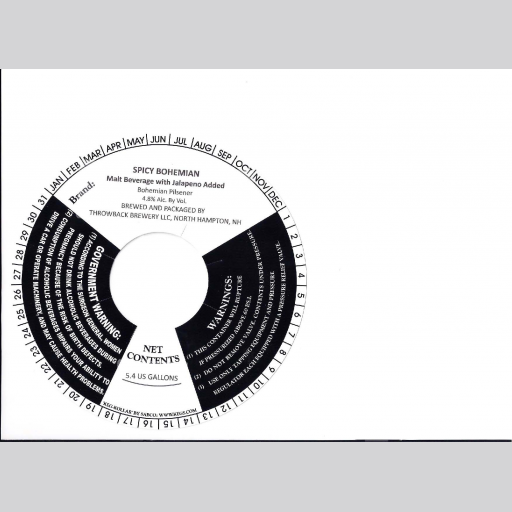 JAN | FEB | MAR | APR | MAY | JUN | JUL | AUG | SEP | OCT | NOV | DEC
1 | 2 | 3 | 4 | 5 | 6 | 7 | 8 | 9 | 10 | 11 | 12 | 13 | 14 | 15 | 16 | 17 | 18 | 19 | 20 | 21 | 22 | 23 | 24 | 25 | 26 | 27 | 28 | 29 | 30 | 31
Brand:
SPICY BOHEMIAN
Malt Beverage with Jalapeno Added
Bohemian Pilsener
4.8% Alc. By Vol.
BREWED AND PACKAGED BY
THROWBACK BREWERY LLC, NORTH HAMPTON, NH
GOVERNMENT WARNING:
(1) ACCORDING TO THE SURGEON GENERAL, WOMEN
SHOULD NOT DRINK ALCOHOLIC BEVERAGES DURING
PREGNANCY BECAUSE OF THE RISK OF BIRTH DEFECTS.
(2) CONSUMPTION OF ALCOHOLIC BEVERAGES IMPAIRS YOUR ABILITY TO
DRIVE A CAR OR OPERATE MACHINERY, AND MAY CAUSE HEALTH PROBLEMS.
WARNINGS:
(1) THIS CONTAINER WILL RUPTURE
IF PRESSURIZED ABOVE 60 P.S.I.
(2) DO NOT REMOVE VALVE. CONTENTS UNDER PRESSURE.
(3) USE ONLY TAPPING EQUIPMENT AND PRESSURE
REGULATOR EACH EQUIPPED WITH A PRESSURE RELIEF VALVE.
NET
CONTENTS
5.4 US GALLONS
KEG-KOLLAR BY SABCO: WWW.KEGS.COM